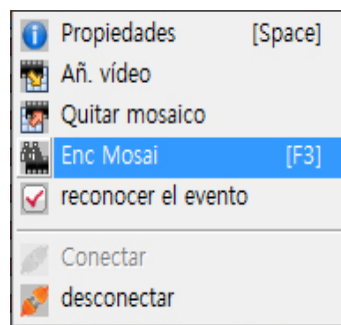 Propiedades [Space]
Añ. vídeo
Quitar mosaico
Enc Mosai [F3]
reconocer el evento
Conectar
desconectar